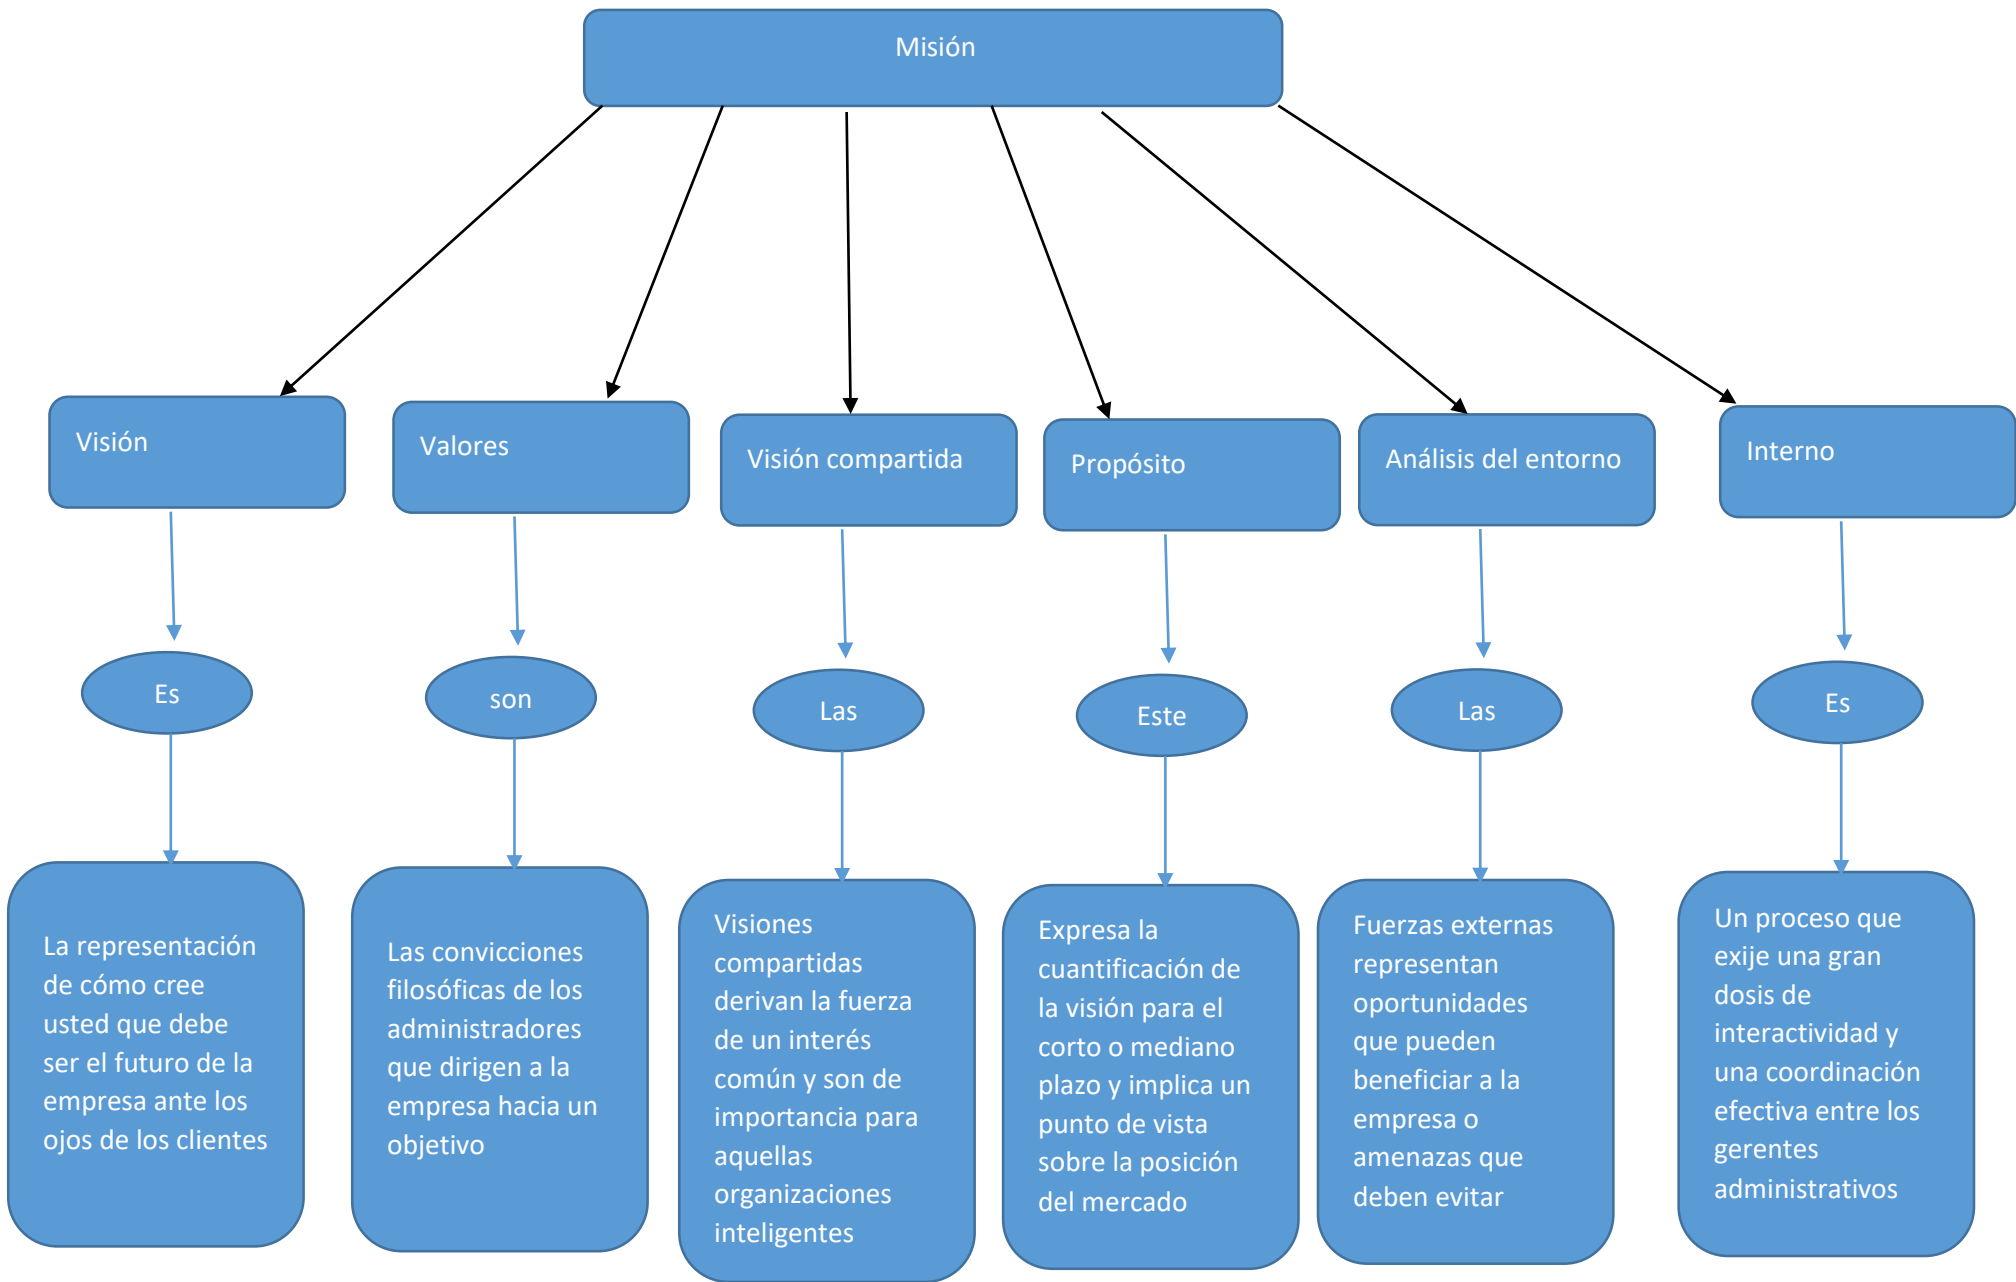 Misión
Visión
Valores
Visión compartida
Propósito
Análisis del entorno
Interno
Es
son
Las
Este
Las
Es
La representación
de cómo cree
usted que debe
ser el futuro de la
empresa ante los
ojos de los clientes
Las convicciones
filosóficas de los
administradores
que dirigen a la
empresa hacia un
objetivo
Visiones
compartidas
derivan la fuerza
de un interés
común y son de
importancia para
aquellas
organizaciones
inteligentes
Expresa la
cuantificación de
la visión para el
corto o mediano
plazo y implica un
punto de vista
sobre la posición
del mercado
Fuerzas externas
representan
oportunidades
que pueden
beneficiar a la
empresa o
amenazas que
deben evitar
Un proceso que
exije una gran
dosis de
interactividad y
una coordinación
efectiva entre los
gerentes
administrativos